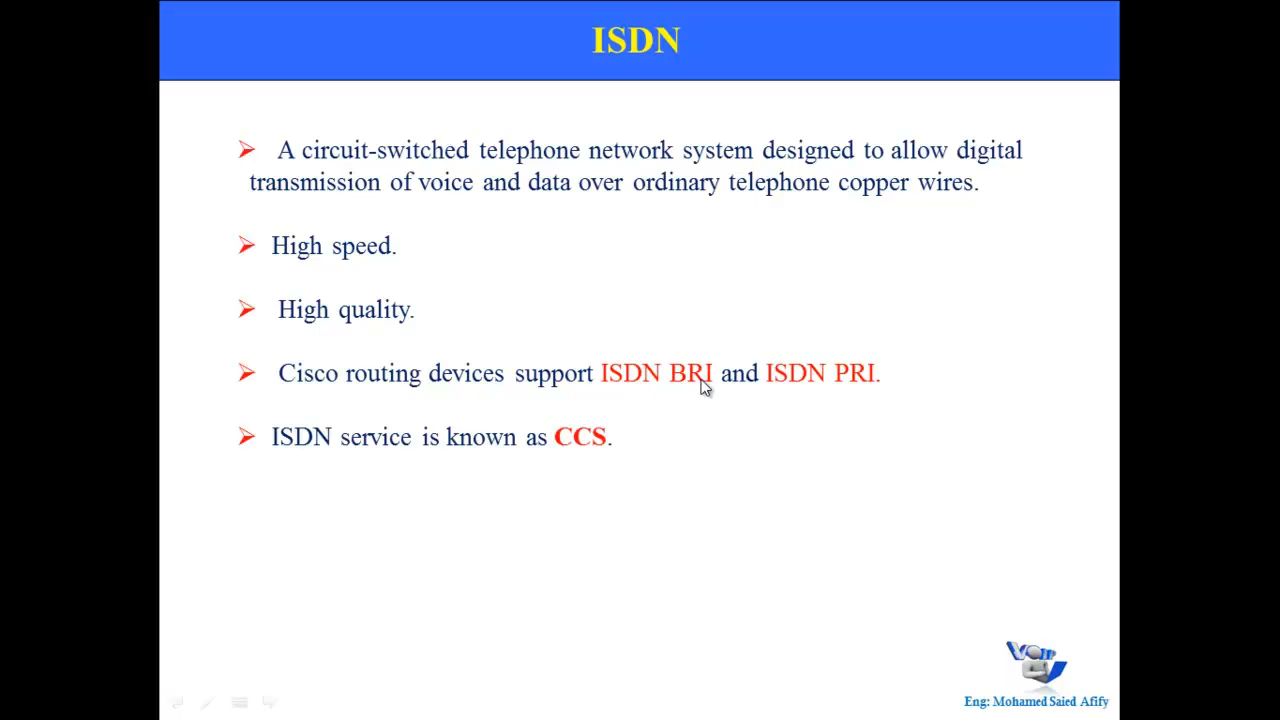 ISDN
A circuit-switched telephone network system designed to allow digital
transmission of voice and data over ordinary telephone copper wires.
High speed.
High quality.
Cisco routing devices support ISDN BRI and ISDN PRI.
ISDN service is known as CCS.
Eng: Mohamed Saied Afify